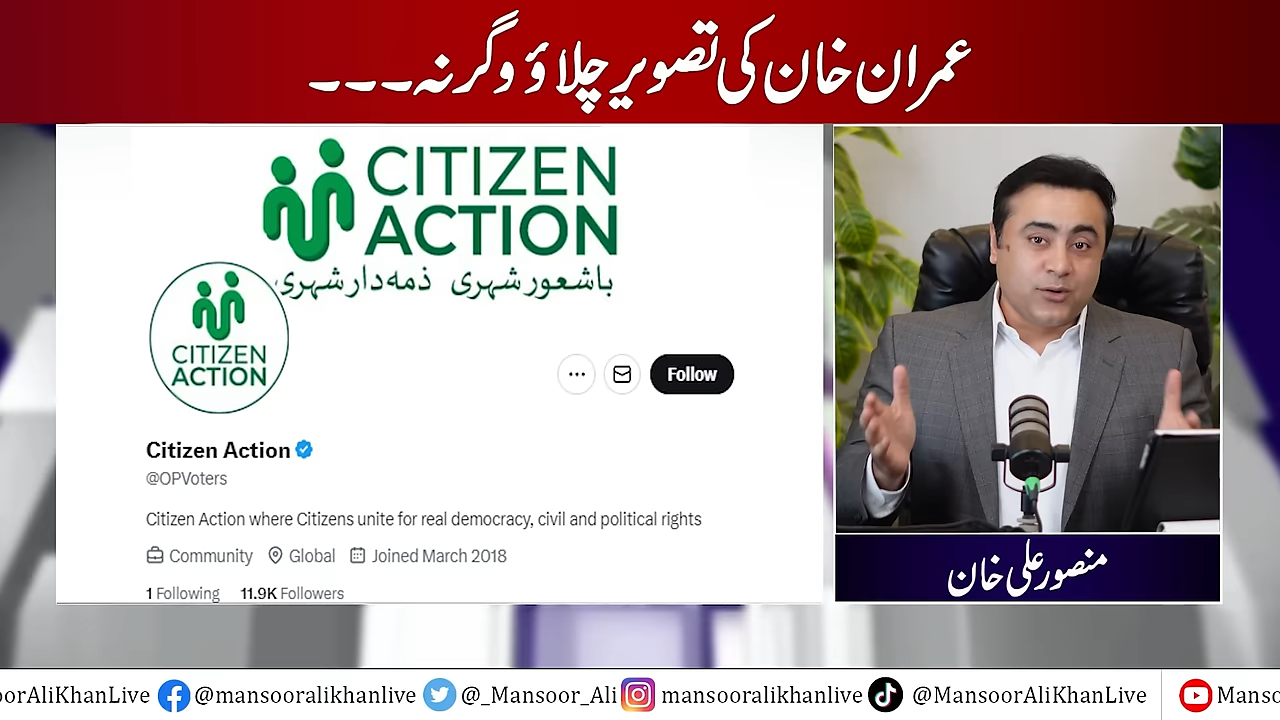 عمران خان کی تصویر چلاؤ وگرنہ۔۔۔
CITIZEN
ACTION
باشعور شہری ذمہ دار شہری
CITIZEN
ACTION
Follow
Citizen Action
@OPVoters
Citizen Action where Citizens unite for real democracy, civil and political rights
Community Global Joined March 2018
1 Following 11.9K Followers
منصور علی خان
oorAliKhanLive @mansooralikhanlive @_Mansoor_Ali mansooralikhanlive @MansoorAliKhanLive Manso